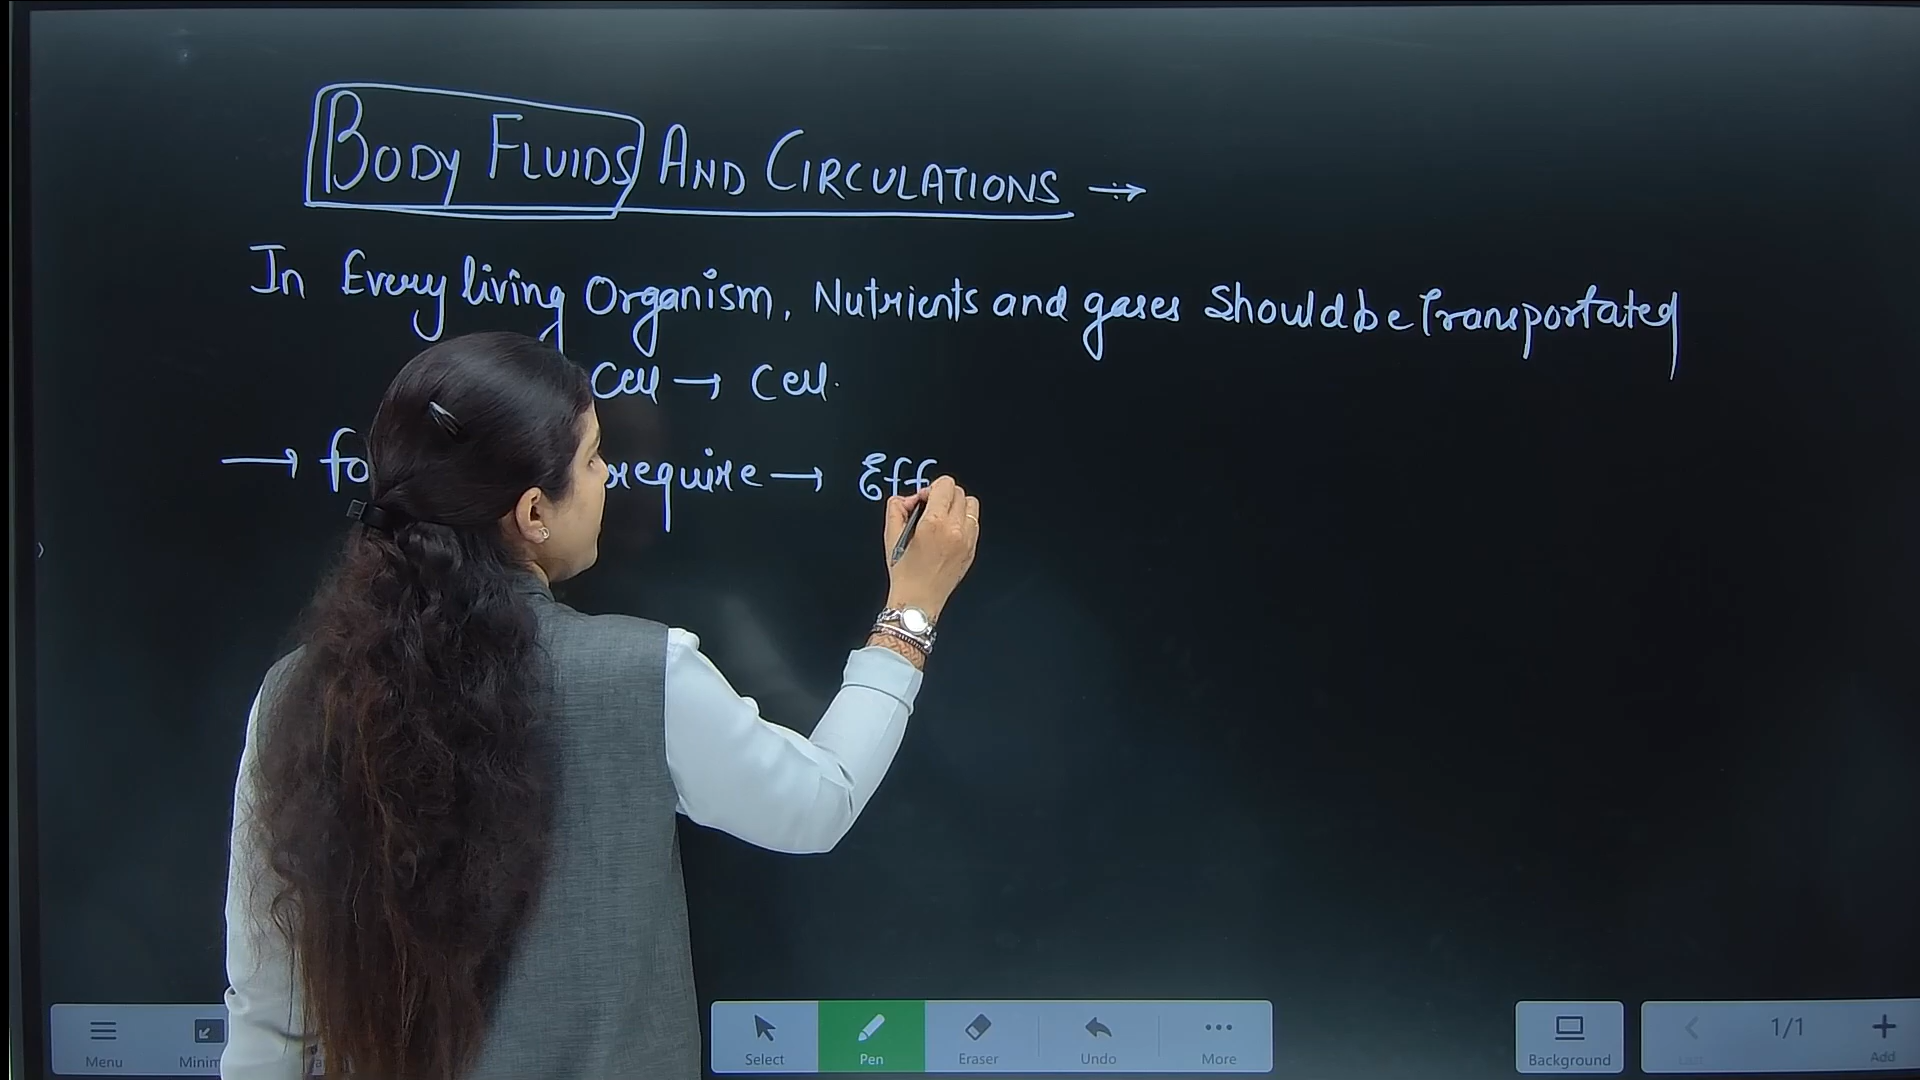 BODY FLUIDS AND CIRCULATIONS →
In Every living Organism, Nutrients and gases Should be Transportated
Cell → Cell.
→ fo require → Eff
Menu
Select
Pen
Eraser
Undo
More
Background
Last
1/1
Add